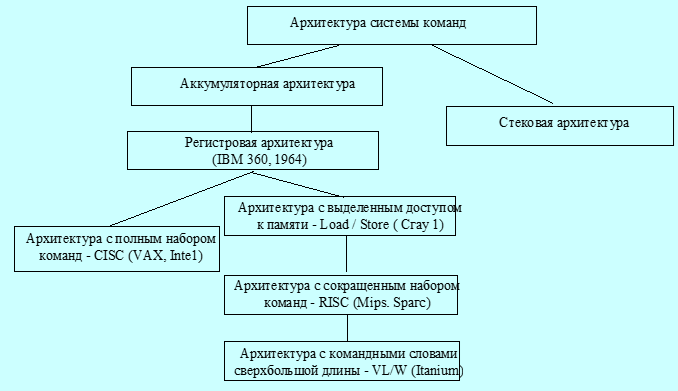 Архитектура системы команд
Аккумуляторная архитектура
Стековая архитектура
Регистровая архитектура
(IBM 360, 1964)
Архитектура с выделенным доступом
к памяти - Load / Store ( Cray 1)
Архитектура с полным набором
команд - CISC (VAX, Inte1)
Архитектура с сокращенным набором
команд - RISC (Mips. Sparc)
Архитектура с командными словами
сверхбольшой длины - VL/W (Itanium)